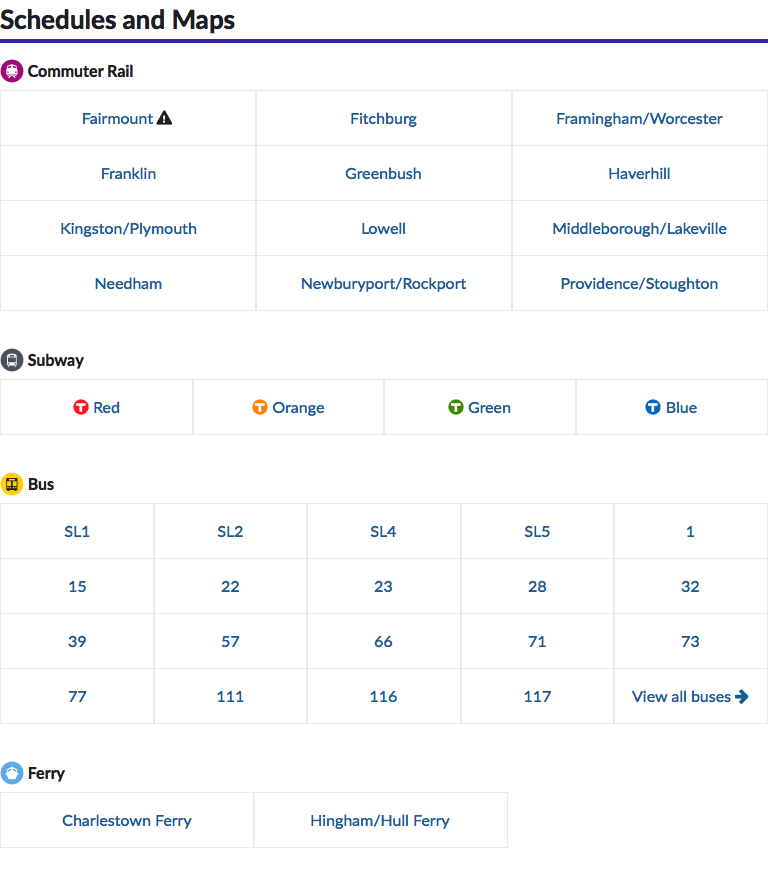 Schedules and Maps
Commuter Rail
Fairmount Fitchburg Framingham/Worcester
Franklin Greenbush Haverhill
Kingston/Plymouth Lowell Middleborough/Lakeville
Needham Newburyport/Rockport Providence/Stoughton
Subway
T Red T Orange T Green T Blue
Bus
SL1 SL2 SL4 SL5 1
15 22 23 28 32
39 57 66 71 73
77 111 116 117 View all buses
Ferry
Charlestown Ferry Hingham/Hull Ferry